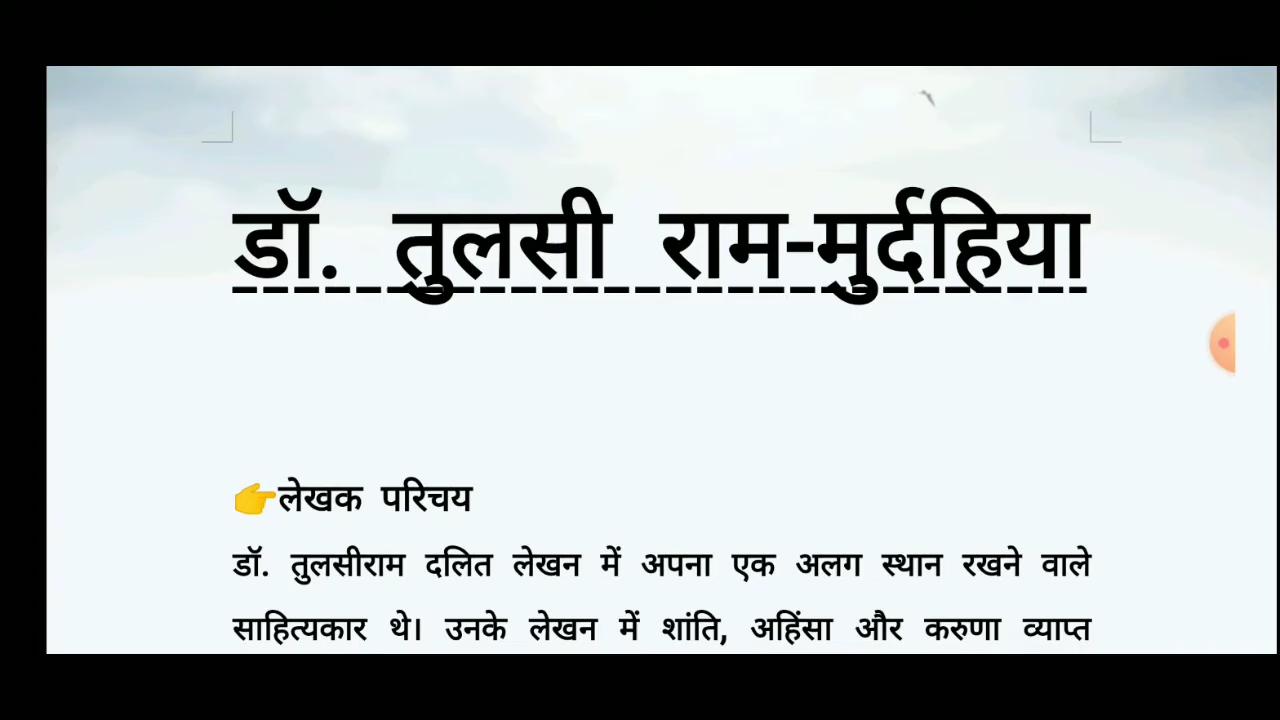 डॉ. तुलसी राम-मुर्दहिया
👉लेखक परिचय
डॉ. तुलसीराम दलित लेखन में अपना एक अलग स्थान रखने वाले
साहित्यकार थे। उनके लेखन में शांति, अहिंसा और करुणा व्याप्त